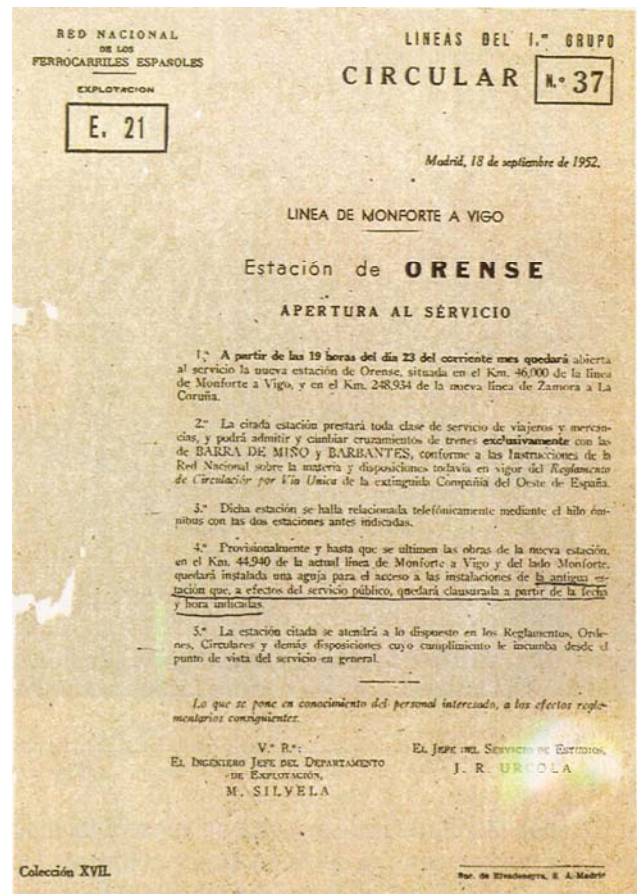 RED NACIONAL
DE LOS
FERROCARRILES ESPAÑOLES
EXPLOTACION
E. 21
LINEAS DEL 1.er GRUPO
CIRCULAR N.º 37
Madrid, 18 de septiembre de 1952.
LINEA DE MONFORTE A VIGO
Estación de ORENSE
APERTURA AL SERVICIO
1.º A partir de las 19 horas del día 23 del corriente mes quedará abierta
al servicio la nueva estación de Orense, situada en el Km. 46,000 de la línea
de Monforte a Vigo, y en el Km. 248,934 de la nueva línea de Zamora a La
Coruña.
2.º La citada estación prestará toda clase de servicio de viajeros y mercan-
cías, y podrá admitir y cambiar cruzamientos de trenes exclusivamente con las
de BARRA DE MIÑO y BARBANTES, conforme a las Instrucciones de la
Red Nacional sobre la materia y disposiciones todavía en vigor del Reglamento
de Circulación por Vía Unica de la extinguida Compañía del Oeste de España.
3.º Dicha estación se halla relacionada telefónicamente mediante el hilo óm-
nibus con las dos estaciones antes indicadas.
4.º Provisionalmente y hasta que se ultimen las obras de la nueva estación,
en el Km. 44,940 de la actual línea de Monforte a Vigo y del lado Monforte,
quedará instalada una aguja para el acceso a las instalaciones de la antigua es-
tación que, a efectos del servicio público, quedará clausurada a partir de la fecha
y hora indicadas.
5.º La estación citada se atendrá a lo dispuesto en los Reglamentos, Orde-
nes, Circulares y demás disposiciones cuyo cumplimiento le incumba desde el
punto de vista del servicio en general.
Lo que se pone en conocimiento del personal interesado, a los efectos regla-
mentarios consiguientes.
V.º B.º:
EL INGENIERO JEFE DEL DEPARTAMENTO
DE EXPLOTACIÓN,
M. SILVELA
EL JEFE DEL SERVICIO DE ESTUDIOS,
J. R. URCOLA
Colección XVII.
Suc. de Rivadeneyra, S. A.-Madrid